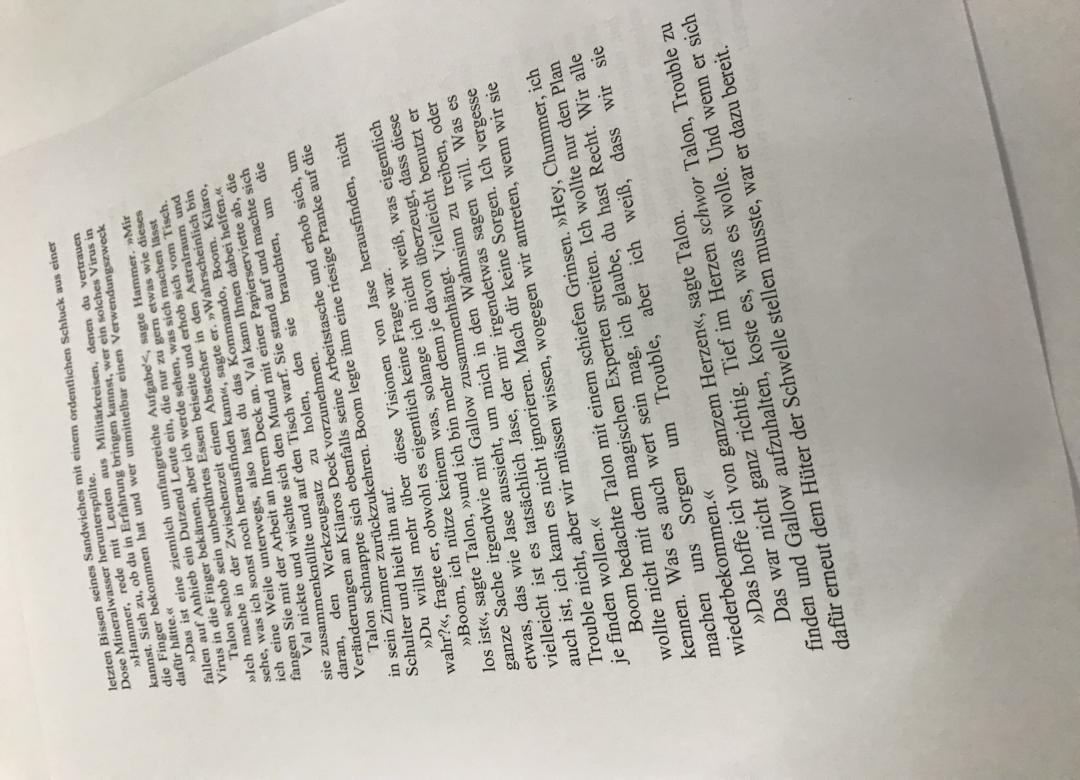 letzten Bissen seines Sandwiches mit einem ordentlichen Schluck aus einer
Dose Mineralwasser herunterspülte.
»Hammer, rede mit Leuten aus Militärkreisen, denen du vertrauen
kannst. Sieh zu, ob du in Erfahrung bringen kannst, wer ein solches Virus in
die Finger bekommen hat und wer unmittelbar einen Verwendungszweck
dafür hätte.«
»Das ist eine ziemlich umfangreiche Aufgabe«, sagte Hammer. »Mir
fallen auf Anhieb ein Dutzend Leute ein, die nur zu gern etwas wie dieses
Virus in die Finger bekämen, aber ich werde sehen, was sich machen lässt
Talon schob sein unberührtes Essen beiseite und erhob sich vom Tisch.
»Ich mache in der Zwischenzeit einen Abstecher in den Astralraum und
sehe, was ich sonst noch herausfinden kann«, sagte er. »Wahrscheinlich bin
ich eine Weile unterwegs, also hast du das Kommando, Boom. Kilaro,
fangen Sie mit der Arbeit an Ihrem Deck an. Val kann Ihnen dabei helfen.«
Val nickte und wischte sich den Mund mit einer Papierserviette ab, die
sie zusammenknüllte und auf den Tisch warf. Sie stand auf und machte sich
daran, den Werkzeugsatz zu holen, den sie brauchten, um die
Veränderungen an Kilaros Deck vorzunehmen.
Talon schnappte sich ebenfalls seine Arbeitstasche und erhob sich, um
in sein Zimmer zurückzukehren. Boom legte ihm eine riesige Pranke auf die
Schulter und hielt ihn auf.
»Du willst mehr über diese Visionen von Jase herausfinden, nicht
wahr?«, fragte er, obwohl es eigentlich keine Frage war.
»Boom, ich nütze keinem was, solange ich nicht weiß, was eigentlich
los ist«, sagte Talon, »und ich bin mehr denn je davon überzeugt, dass diese
ganze Sache irgendwie mit Gallow zusammenhängt. Vielleicht benutzt er
etwas, das wie Jase aussieht, um mich in den Wahnsinn zu treiben, oder
vielleicht ist es tatsächlich Jase, der mir irgendetwas sagen will. Was es
auch ist, ich kann es nicht ignorieren. Mach dir keine Sorgen. Ich vergesse
Trouble nicht, aber wir müssen wissen, wogegen wir antreten, wenn wir sie
je finden wollen.«
Boom bedachte Talon mit einem schiefen Grinsen. »Hey, Chummer, ich
wollte nicht mit dem magischen Experten streiten. Ich wollte nur den Plan
kennen. Was es auch wert sein mag, ich glaube, du hast Recht. Wir alle
machen uns Sorgen um Trouble, aber ich weiß, dass wir sie
wiederbekommen.«
»Das hoffe ich von ganzem Herzen«, sagte Talon.
Das war nicht ganz richtig. Tief im Herzen schwor Talon, Trouble zu
finden und Gallow aufzuhalten, koste es, was es wolle. Und wenn er sich
dafür erneut dem Hüter der Schwelle stellen musste, war er dazu bereit.